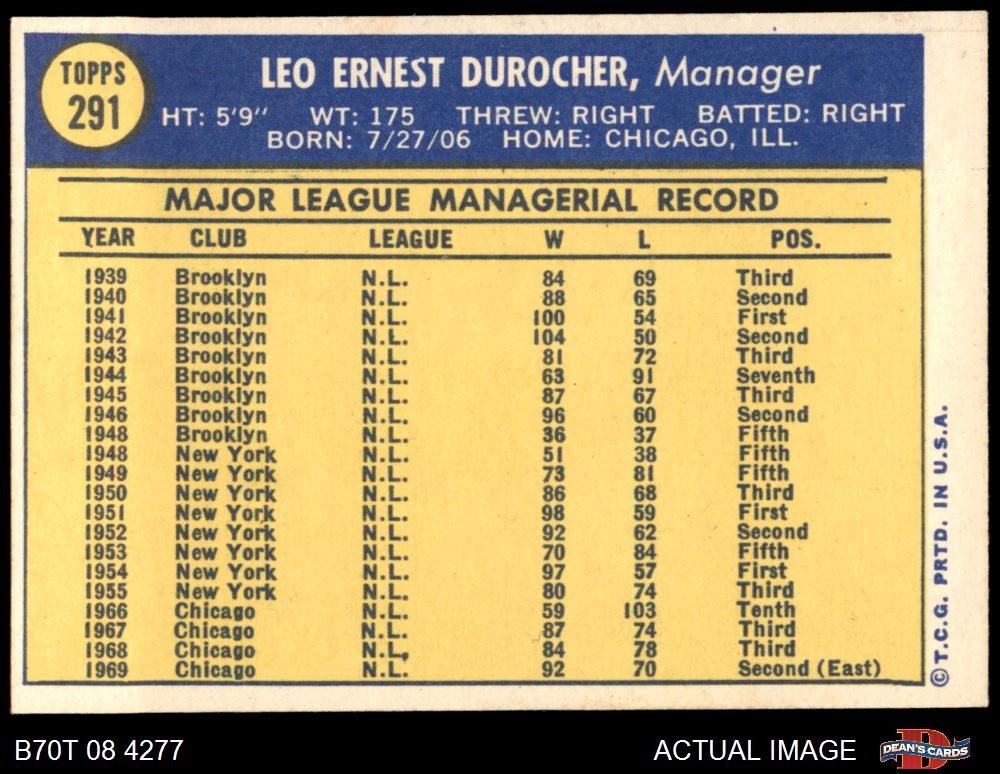 TOPPS
291
LEO ERNEST DUROCHER, Manager
HT: 5'9" WT: 175 THREW: RIGHT BATTED: RIGHT
BORN: 7/27/06 HOME: CHICAGO, ILL.
MAJOR LEAGUE MANAGERIAL RECORD
YEAR CLUB LEAGUE W L POS.
1939 Brooklyn N.L. 84 69 Third
1940 Brooklyn N.L. 88 65 Second
1941 Brooklyn N.L. 100 54 First
1942 Brooklyn N.L. 104 50 Second
1943 Brooklyn N.L. 81 72 Third
1944 Brooklyn N.L. 63 91 Seventh
1945 Brooklyn N.L. 87 67 Third
1946 Brooklyn N.L. 96 60 Second
1948 Brooklyn N.L. 36 37 Fifth
1948 New York N.L. 51 38 Fifth
1949 New York N.L. 73 81 Fifth
1950 New York N.L. 86 68 Third
1951 New York N.L. 98 59 First
1952 New York N.L. 92 62 Second
1953 New York N.L. 70 84 Fifth
1954 New York N.L. 97 57 First
1955 New York N.L. 80 74 Third
1966 Chicago N.L. 59 103 Tenth
1967 Chicago N.L. 87 74 Third
1968 Chicago N.L. 84 78 Third
1969 Chicago N.L. 92 70 Second (East)
©T.C.G. PRTD. IN U.S.A.
B70T 08 4277 ACTUAL IMAGE DEAN'S CARDS